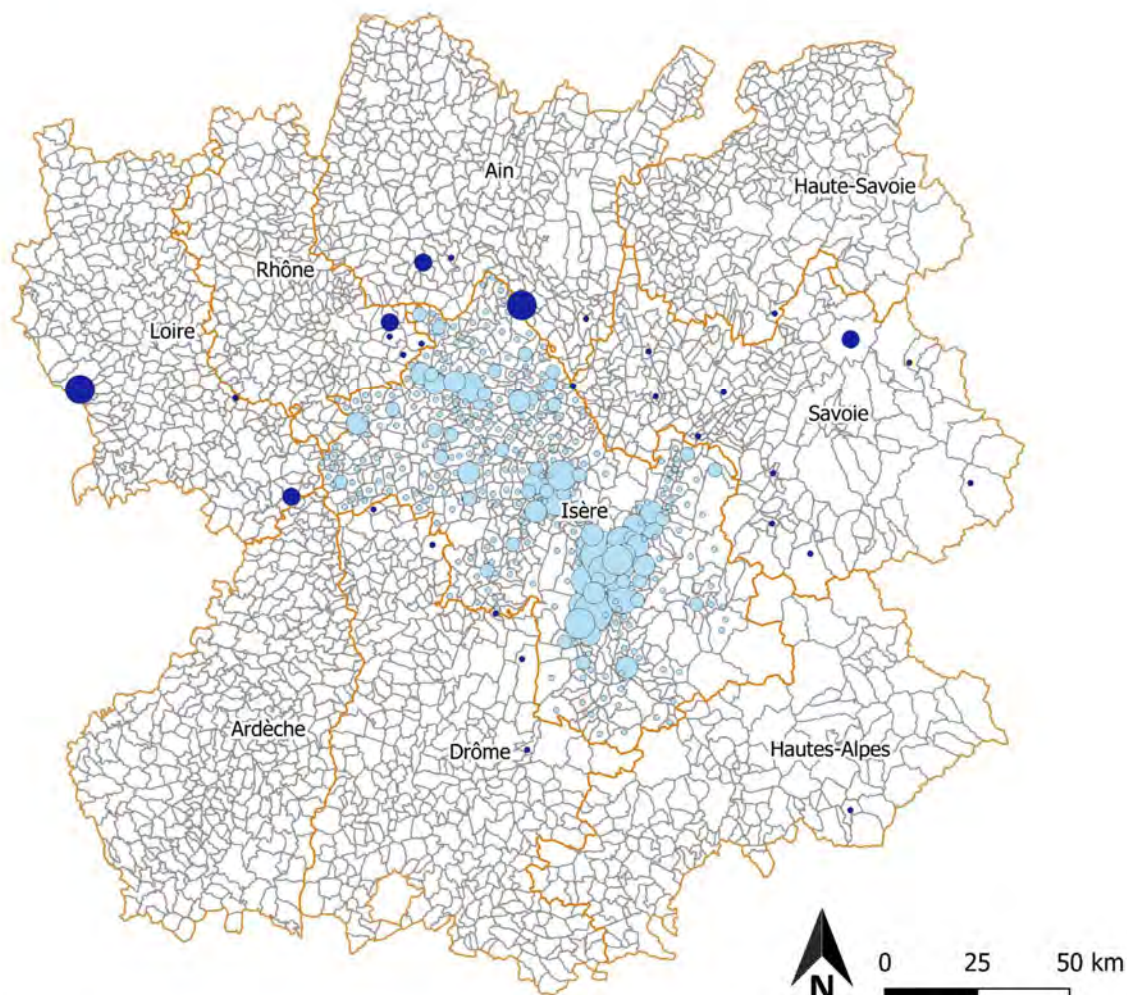 Ain
Haute-Savoie
Rhône
Loire
Savoie
Isère
Ardèche
Drôme
Hautes-Alpes
0 25 50 km
N